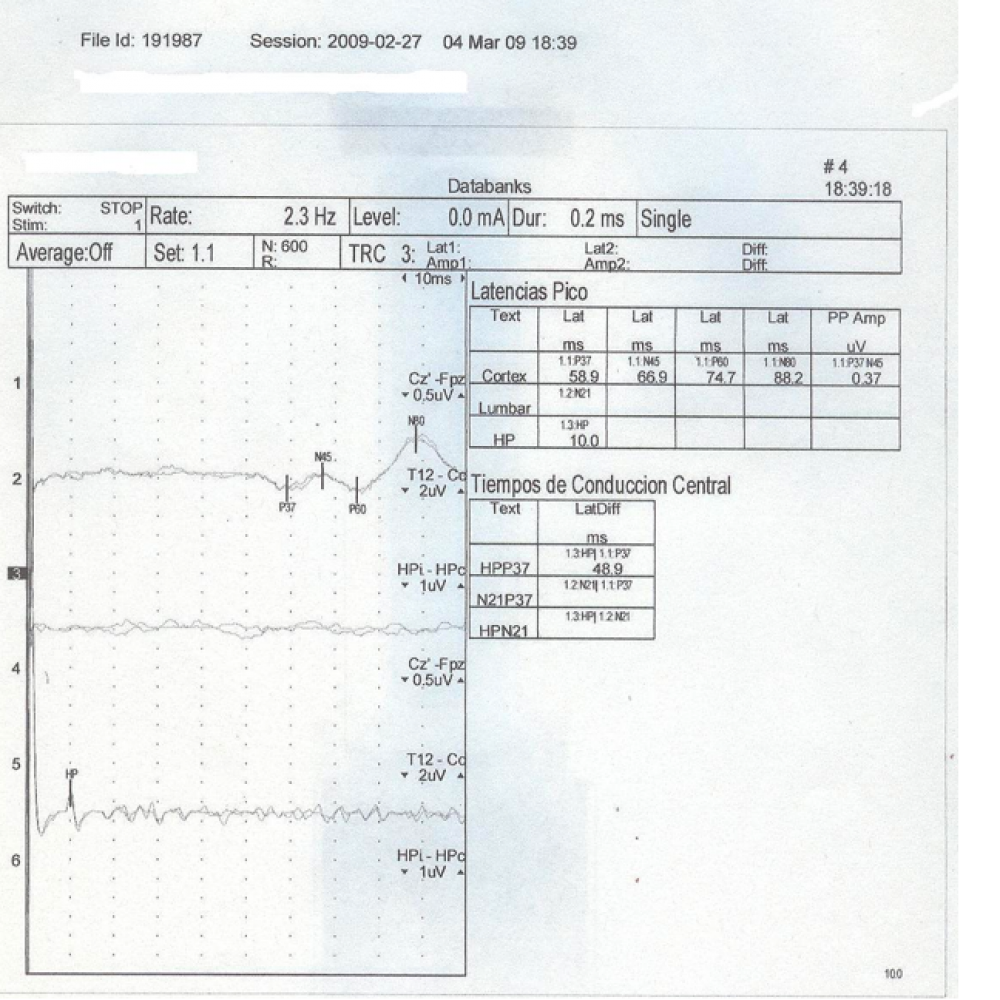 File Id: 191987 Session: 2009-02-27 04 Mar 09 18:39
# 4
Databanks 18:39:18
Switch: STOP Rate: 2.3 Hz Level: 0.0 mA Dur: 0.2 ms Single
Stim: 1
Average:Off Set: 1.1 N: 600 TRC 3: Lat1: Lat2: Diff:
R: Amp1: Amp2: Diff:
10ms
Latencias Pico
Text Lat Lat Lat Lat PP Amp
ms ms ms ms uV
1.1:P37 1.1:N45 1.1:P60 1.1:N80 1.1:P37 N45
Cortex 58.9 66.9 74.7 88.2 0.37
1.2:N21
Lumbar
1.3:HP
HP 10.0
1
Cz' -Fpz
0.5uV
N80
N45
P37
P60
2
T12 - Cc
2uV
Tiempos de Conduccion Central
Text LatDiff
ms
1.3:HP| 1.1:P37
HPP37 48.9
1.2:N21| 1.1:P37
N21P37
1.3:HP| 1.2:N21
HPN21
3
HPi - HPc
1uV
4
Cz' -Fpz
0.5uV
5
T12 - Cc
2uV
HP
6
HPi - HPc
1uV
100